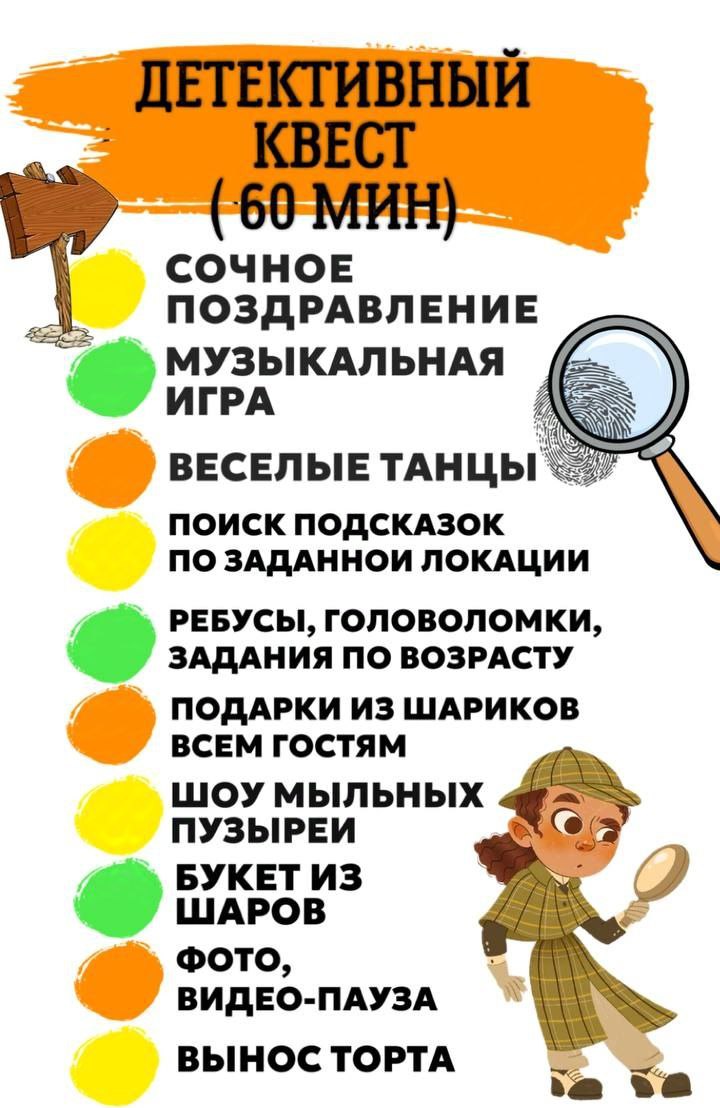 ДЕТЕКТИВНЫЙ
КВЕСТ
( 60 МИН)
СОЧНОЕ
ПОЗДРАВЛЕНИЕ
МУЗЫКАЛЬНАЯ
ИГРА
ВЕСЕЛЫЕ ТАНЦЫ
ПОИСК ПОДСКАЗОК
ПО ЗАДАННОИ ЛОКАЦИИ
РЕБУСЫ, ГОЛОВОЛОМКИ,
ЗАДАНИЯ ПО ВОЗРАСТУ
ПОДАРКИ ИЗ ШАРИКОВ
ВСЕМ ГОСТЯМ
ШОУ МЫЛЬНЫХ
ПУЗЫРЕИ
БУКЕТ ИЗ
ШАРОВ
ФОТО,
ВИДЕО-ПАУЗА
ВЫНОС ТОРТА